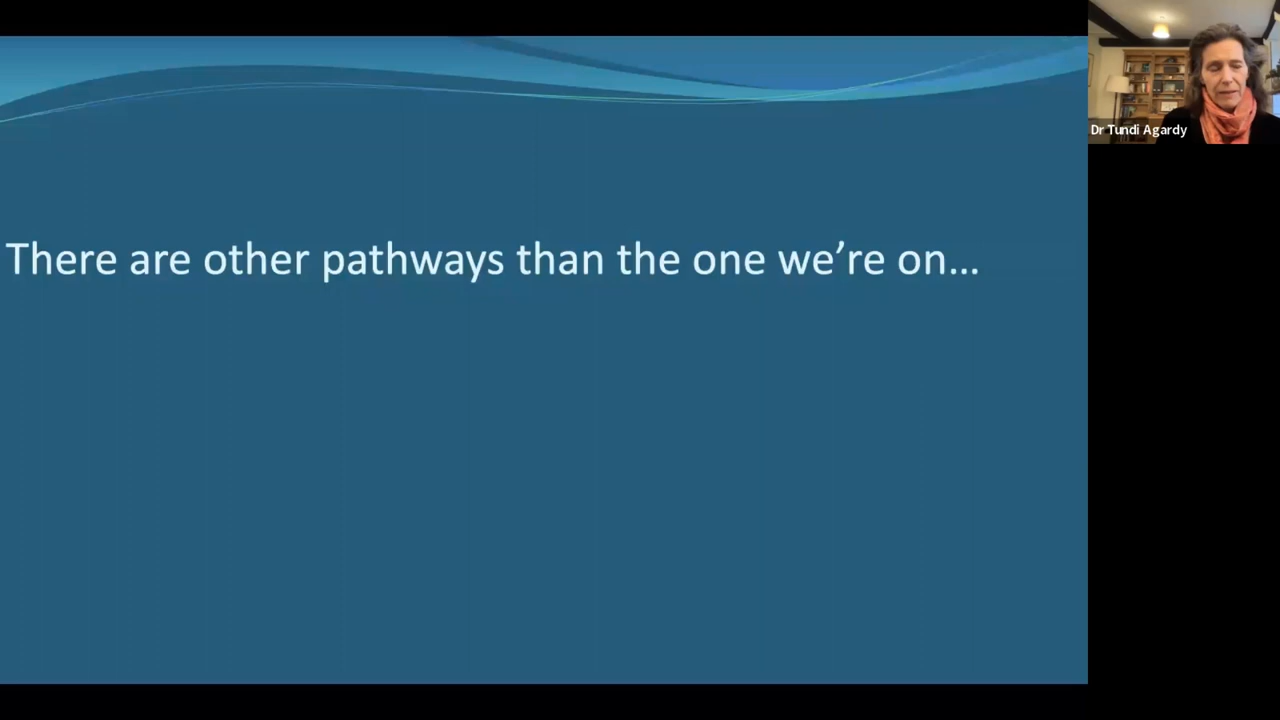 There are other pathways than the one we’re on…
Dr Tundi Agardy